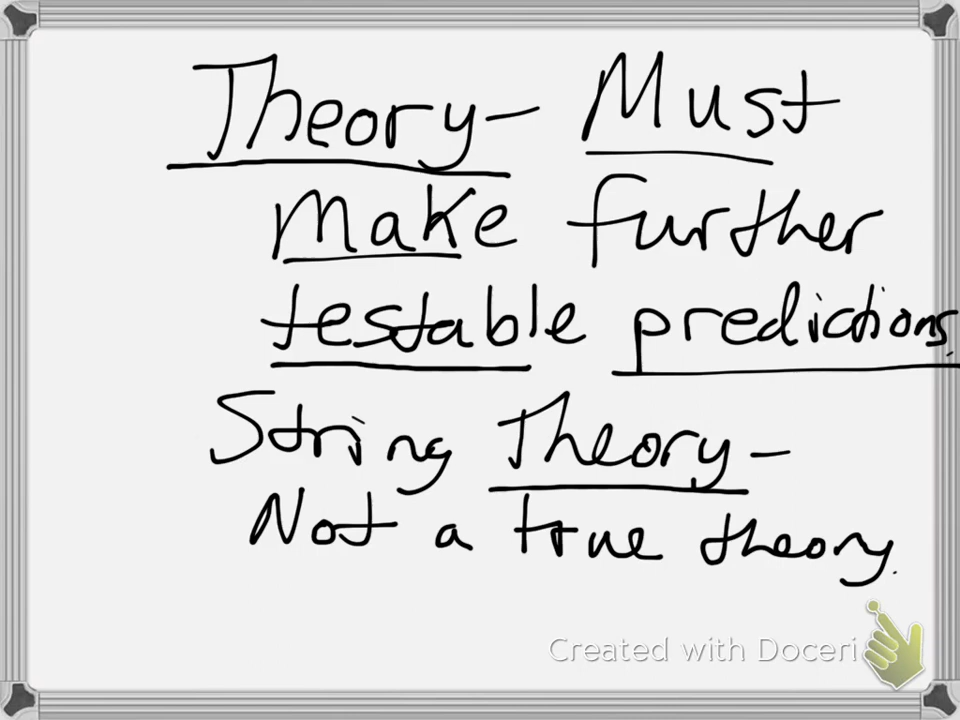 Theory- Must
Make further
testable predictions.
String Theory-
Not a true theory.
Created with Doceri